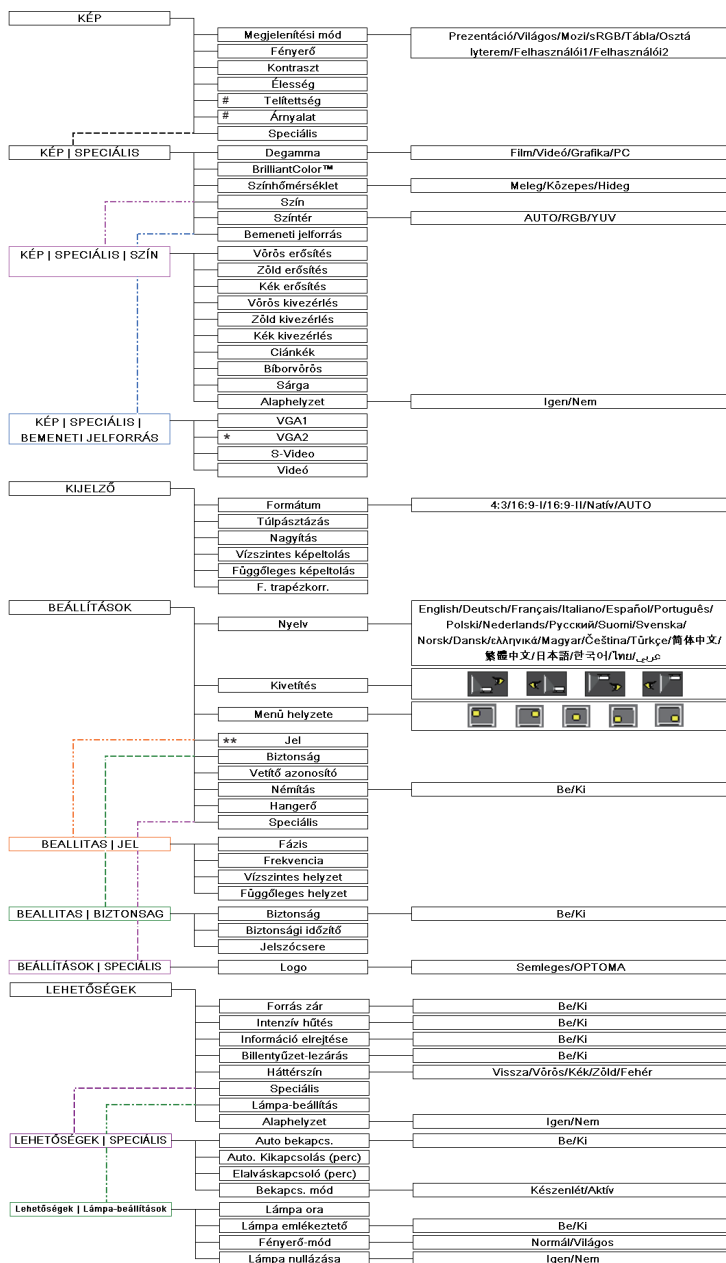 KÉP
Megjelenítési mód
Prezentáció/Világos/Mozi/sRGB/Tábla/Osztá
lyterem/Felhasználói1/Felhasználói2
Fényerő
Kontraszt
Élesség
# Telítettség
# Árnyalat
Speciális
KÉP | SPECIÁLIS
Degamma
Film/Videó/Grafika/PC
BrilliantColor™
Színhőmérséklet
Meleg/Közepes/Hideg
Szín
Színtér
AUTO/RGB/YUV
Bemeneti jelforrás
KÉP | SPECIÁLIS | SZÍN
Vörös erősítés
Zöld erősítés
Kék erősítés
Vörös kivezérlés
Zöld kivezérlés
Kék kivezérlés
Ciánkék
Bíborvörös
Sárga
Alaphelyzet
Igen/Nem
KÉP | SPECIÁLIS |
BEMENETI JELFORRÁS
VGA1
* VGA2
S-Video
Videó
KIJELZŐ
Formátum
4:3/16:9-I/16:9-II/Natív/AUTO
Túlpásztázás
Nagyítás
Vízszintes képeltolás
Függőleges képeltolás
F. trapézkorr.
BEÁLLÍTÁSOK
Nyelv
English/Deutsch/Français/Italiano/Español/Português/
Polski/Nederlands/Русский/Suomi/Svenska/
Norsk/Dansk/ελληνικά/Magyar/Čeština/Türkçe/简体中文/
繁體中文/日本語/한국어/ไทย/عربي
Kivetítés
Menü helyzete
** Jel
Biztonság
Vetítő azonosító
Némítás
Be/Ki
Hangerő
Speciális
BEALLITAS | JEL
Fázis
Frekvencia
Vízszintes helyzet
Függőleges helyzet
BEALLITAS | BIZTONSAG
Biztonság
Be/Ki
Biztonsági időzítő
Jelszócsere
BEÁLLÍTÁSOK | SPECIÁLIS
Logo
Semleges/OPTOMA
LEHETŐSÉGEK
Forrás zár
Be/Ki
Intenzív hűtés
Be/Ki
Információ elrejtése
Be/Ki
Billentyűzet-lezárás
Be/Ki
Háttérszín
Vissza/Vörös/Kék/Zöld/Fehér
Speciális
Lámpa-beállítás
Alaphelyzet
Igen/Nem
LEHETŐSÉGEK | SPECIÁLIS
Auto bekapcs.
Be/Ki
Auto. Kikapcsolás (perc)
Elalváskapcsoló (perc)
Bekapcs. mód
Készenlét/Aktív
Lehetőségek | Lámpa-beállítások
Lámpa ora
Lámpa emlékeztető
Be/Ki
Fényerő-mód
Normál/Világos
Lámpa nullázása
Igen/Nem